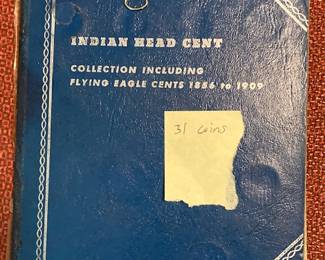 INDIAN HEAD CENT
COLLECTION INCLUDING
FLYING EAGLE CENTS 1856 to 1909
31 coins